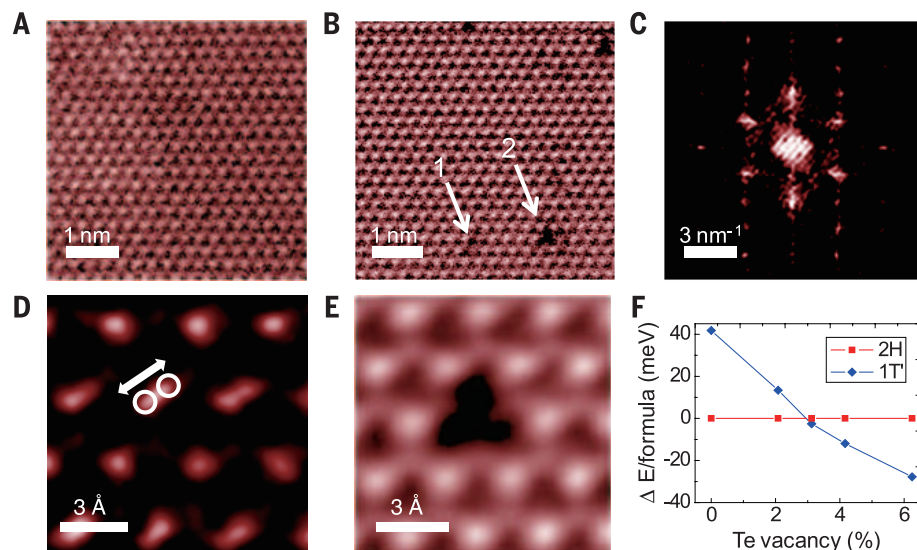 A
B
C
1
2
1 nm
1 nm
3 nm⁻¹
D
E
F
3 Å
3 Å
Δ E/formula (meV)
40
20
0
-20
-40
2H
1T'
0
2
4
6
Te vacancy (%)